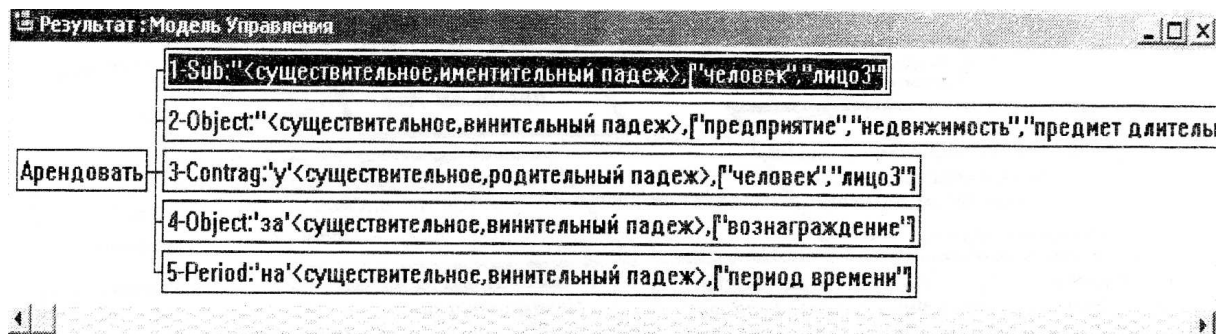 Результат : Модель Управления
1-Sub:''<существительное,иментительный падеж>,["человек","лицо3"]
2-Object:''<существительное,винительный падеж>,["предприятие","недвижимость","предмет длителы
Арендовать
3-Contrag:'у'<существительное,родительный падеж>,["человек","лицо3"]
4-Object:'за'<существительное,винительный падеж>,["вознаграждение"]
5-Period:'на'<существительное,винительный падеж>,["период времени"]